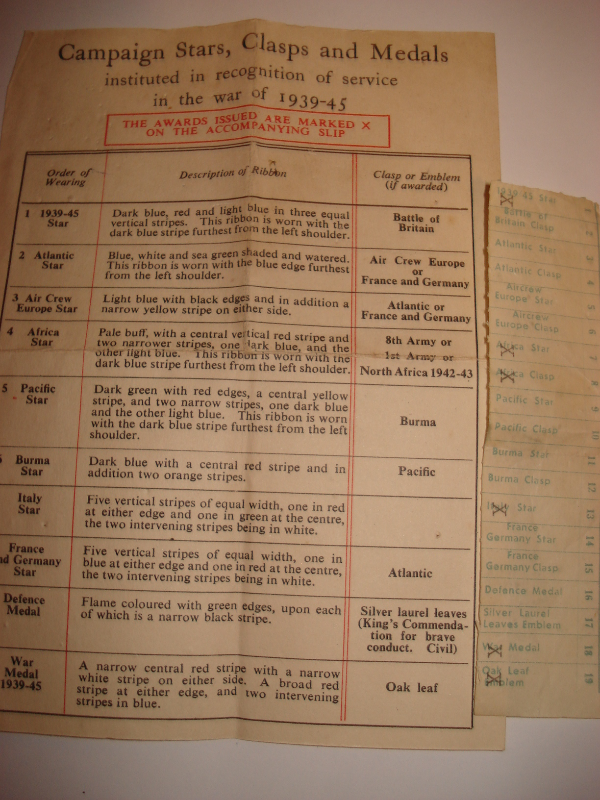 Campaign Stars, Clasps and Medals
instituted in recognition of service
in the war of 1939-45
THE AWARDS ISSUED ARE MARKED X
ON THE ACCOMPANYING SLIP
Order of Wearing
Description of Ribbon
Clasp or Emblem
(if awarded)
1 1939-45
Star
Dark blue, red and light blue in three equal
vertical stripes. This ribbon is worn with the
dark blue stripe furthest from the left shoulder.
Battle of
Britain
2 Atlantic
Star
Blue, white and sea green shaded and watered.
This ribbon is worn with the blue edge furthest
from the left shoulder.
Air Crew Europe
or
France and Germany
3 Air Crew
Europe Star
Light blue with black edges and in addition a
narrow yellow stripe on either side.
Atlantic or
France and Germany
4 Africa
Star
Pale buff, with a central vertical red stripe and
two narrower stripes, one dark blue, and the
other light blue. This ribbon is worn with the
dark blue stripe furthest from the left shoulder.
8th Army or
1st Army or
North Africa 1942-43
5 Pacific
Star
Dark green with red edges, a central yellow
stripe, and two narrow stripes, one dark blue
and the other light blue. This ribbon is worn
with the dark blue stripe furthest from the left
shoulder.
Burma
Burma
Star
Dark blue with a central red stripe and in
addition two orange stripes.
Pacific
Italy
Star
Five vertical stripes of equal width, one in red
at either edge and one in green at the centre,
the two intervening stripes being in white.
France
nd Germany
Star
Five vertical stripes of equal width, one in
blue at either edge and one in red at the centre,
the two intervening stripes being in white.
Atlantic
Defence
Medal
Flame coloured with green edges, upon each
of which is a narrow black stripe.
Silver laurel leaves
(King's Commenda-
tion for brave
conduct. Civil)
War
Medal
1939-45
A narrow central red stripe with a narrow
white stripe on either side. A broad red
stripe at either edge, and two intervening
stripes in blue.
Oak leaf
1939-45 Star 1
Battle of
Britain Clasp 2
Atlantic Star 3
Atlantic Clasp 4
Aircrew
Europe Star 5
Aircrew
Europe Clasp 6
Africa Star 7
Africa Clasp 8
Pacific Star 9
Pacific Clasp 10
Burma Star 11
Burma Clasp 12
Italy Star 13
France
Germany Star 14
France
Germany Clasp 15
Defence Medal 16
Silver Laurel
Leaves Emblem 17
War Medal 18
Oak Leaf
Emblem 19